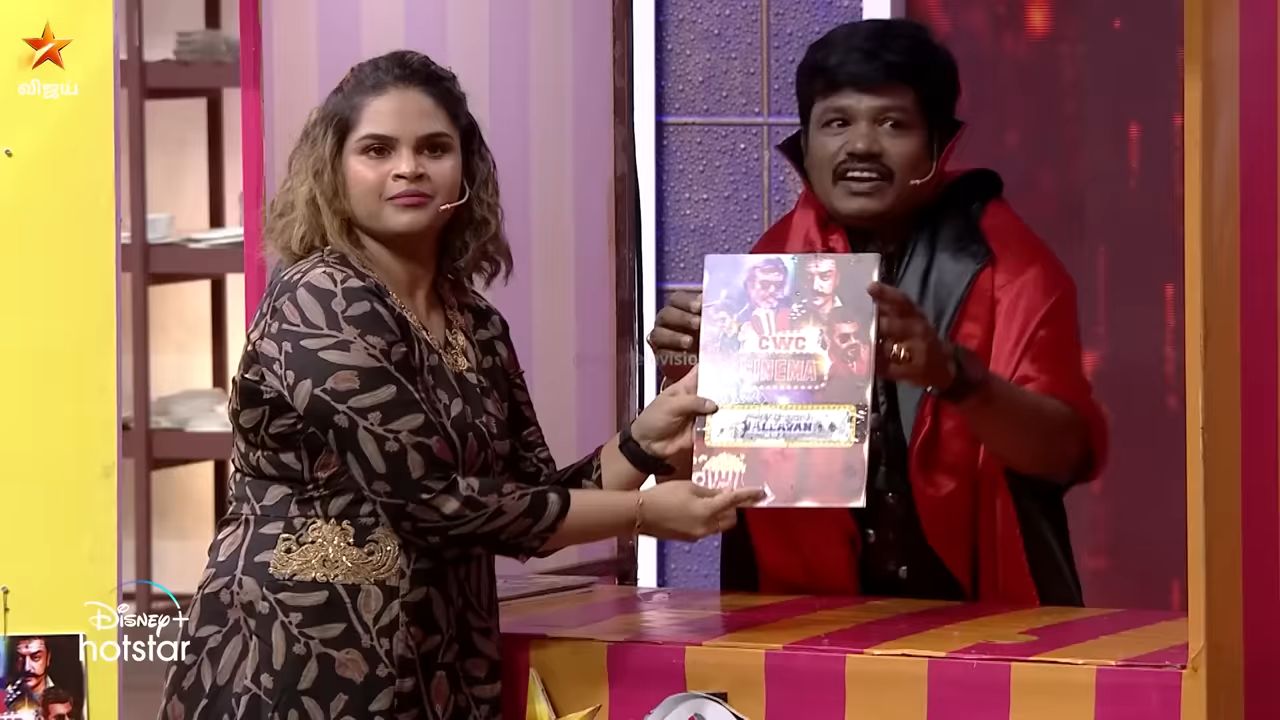 விஜய்
CWC
CINEMA
VALLAVAN
Disney+
hotstar